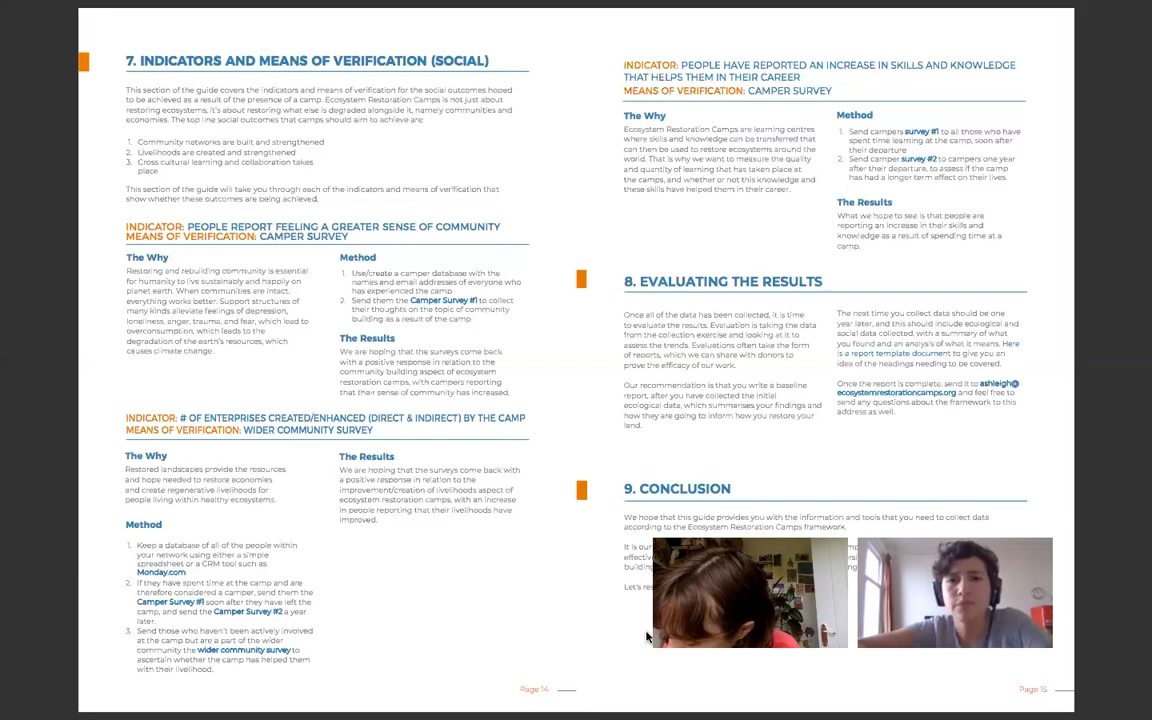 7. INDICATORS AND MEANS OF VERIFICATION (SOCIAL)
This section of the guide covers the indicators and means of verification for the social outcomes hoped
to be achieved as a result of the presence of a camp. Ecosystem Restoration Camps is not just about
restoring ecosystems, it's about restoring what else is degraded alongside it, namely communities and
economies. The top line social outcomes that camps should aim to achieve are:
1. Community networks are built and strengthened
2. Livelihoods are created and strengthened
3. Cross cultural learning and collaboration takes
place
This section of the guide will take you through each of the indicators and means of verification that
show whether these outcomes are being achieved.
INDICATOR: PEOPLE REPORT FEELING A GREATER SENSE OF COMMUNITY
MEANS OF VERIFICATION: CAMPER SURVEY
The Why
Restoring and rebuilding community is essential
for humanity to live sustainably and happily on
planet earth. When communities are intact,
everything works better. Support structures of
many kinds alleviate feelings of depression,
loneliness, anger, trauma, and fear, which lead to
overconsumption, which leads to the
degradation of the earth's resources, which
causes climate change.
Method
1. Use/create a camper database with the
names and email addresses of everyone who
has experienced the camp
2. Send them the Camper Survey #1 to collect
their thoughts on the topic of community
building as a result of the camp
The Results
We are hoping that the surveys come back
with a positive response in relation to the
community building aspect of ecosystem
restoration camps, with campers reporting
that their sense of community has increased.
INDICATOR: # OF ENTERPRISES CREATED/ENHANCED (DIRECT & INDIRECT) BY THE CAMP
MEANS OF VERIFICATION: WIDER COMMUNITY SURVEY
The Why
Restored landscapes provide the resources
and hope needed to restore economies
and create regenerative livelihoods for
people living within healthy ecosystems.
Method
1. Keep a database of all of the people within
your network using either a simple
spreadsheet or a CRM tool such as
Monday.com
2. If they have spent time at the camp and are
therefore considered a camper, send them the
Camper Survey #1 soon after they have left the
camp, and send the Camper Survey #2 a year
later.
3. Send those who haven't been actively involved
at the camp but are a part of the wider
community the wider community survey to
ascertain whether the camp has helped them
with their livelihood.
The Results
We are hoping that the surveys come back with
a positive response in relation to the
improvement/creation of livelihoods aspect of
ecosystem restoration camps, with an increase
in people reporting that their livelihoods have
improved.
Page 14
INDICATOR: PEOPLE HAVE REPORTED AN INCREASE IN SKILLS AND KNOWLEDGE
THAT HELPS THEM IN THEIR CAREER
MEANS OF VERIFICATION: CAMPER SURVEY
The Why
Ecosystem Restoration Camps are learning centres
where skills and knowledge can be transferred that
can then be used to restore ecosystems around the
world. That is why we want to measure the quality
and quantity of learning that has taken place at
the camps, and whether or not this knowledge and
these skills have helped them in their career.
Method
1. Send campers survey #1 to all those who have
spent time learning at the camp, soon after
their departure
2. Send camper survey #2 to campers one year
after their departure, to assess if the camp
has had a longer term effect on their lives.
The Results
What we hope to see is that people are
reporting an increase in their skills and
knowledge as a result of spending time at a
camp.
8. EVALUATING THE RESULTS
Once all of the data has been collected, it is time
to evaluate the results. Evaluation is taking the data
from the collection exercise and looking at it to
assess the trends. Evaluations often take the form
of reports, which we can share with donors to
prove the efficacy of our work.
Our recommendation is that you write a baseline
report, after you have collected the initial
ecological data, which summarises your findings and
how they are going to inform how you restore your
land.
The next time you collect data should be one
year later, and this should include ecological and
social data collected, with a summary of what
you found and an analysis of what it means. Here
is a report template document to give you an
idea of the headings needing to be covered.
Once the report is complete, send it to ashleigh@
ecosystemrestorationcamps.org and feel free to
send any questions about the framework to this
address as well.
9. CONCLUSION
We hope that this guide provides you with the information and tools that you need to collect data
according to the Ecosystem Restoration Camps framework.
It is our
Page 15